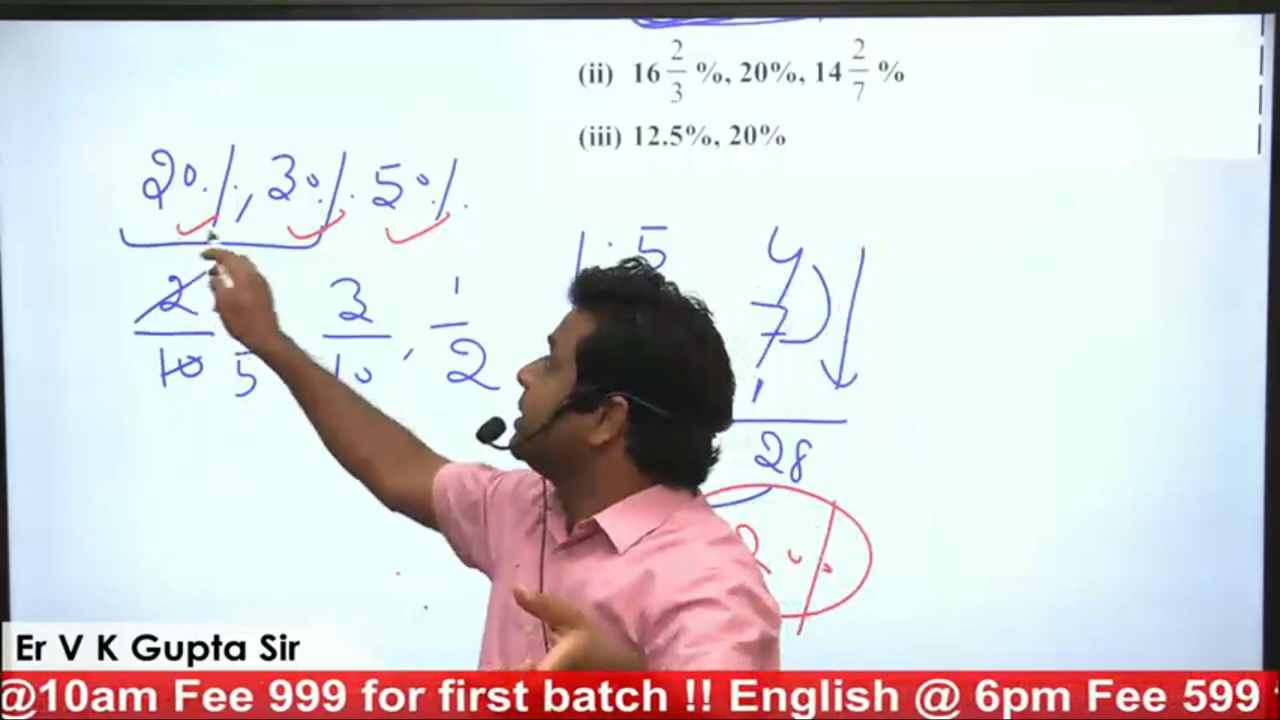 (ii) 16 2/3 %, 20%, 14 2/7 %
(iii) 12.5%, 20%
20%, 30% 50%
2/10 5 3/10, 1/2
5
4
7
1
28
2%
Er V K Gupta Sir
@10am Fee 999 for first batch !! English @ 6pm Fee 599